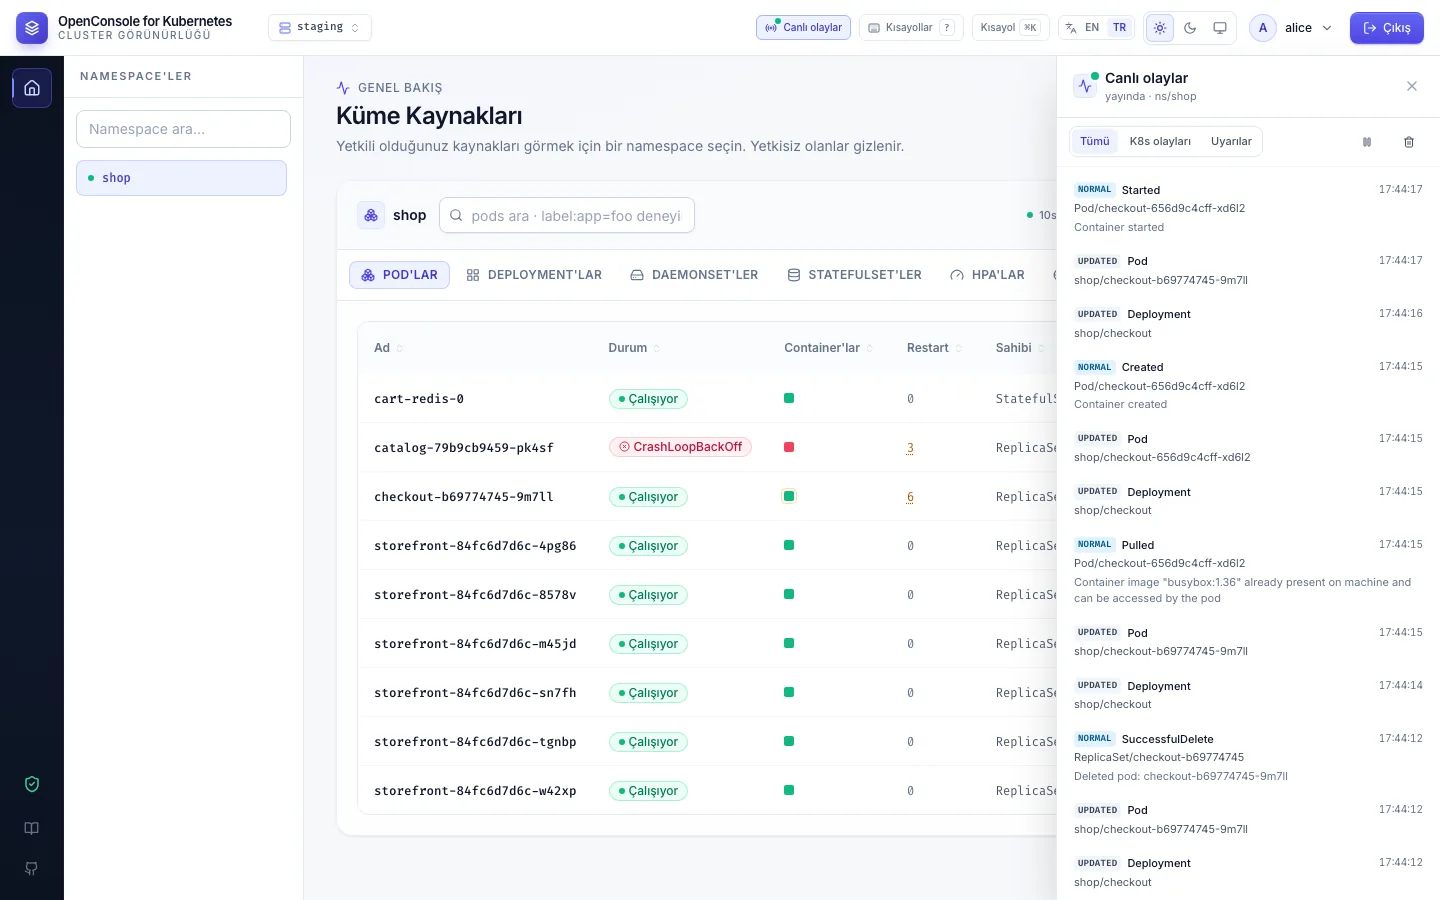 OpenConsole for Kubernetes
CLUSTER GÖRÜNÜRLÜĞÜ
staging
Canlı olaylar
Kısayollar ?
Kısayol ⌘K
EN TR
A alice
Çıkış
NAMESPACE'LER
Namespace ara...
shop
GENEL BAKIŞ
Küme Kaynakları
Yetkili olduğunuz kaynakları görmek için bir namespace seçin. Yetkisiz olanlar gizlenir.
shop
pods ara · label:app=foo deneyi
10s
POD'LAR DEPLOYMENT'LAR DAEMONSET'LER STATEFULSET'LER HPA'LAR
Ad Durum Container'lar Restart Sahibi
cart-redis-0 Çalışıyor 0 StatefulS
catalog-79b9cb9459-pk4sf CrashLoopBackOff 3 ReplicaSe
checkout-b69774745-9m7ll Çalışıyor 6 ReplicaSe
storefront-84fc6d7d6c-4pg86 Çalışıyor 0 ReplicaSe
storefront-84fc6d7d6c-8578v Çalışıyor 0 ReplicaSe
storefront-84fc6d7d6c-m45jd Çalışıyor 0 ReplicaSe
storefront-84fc6d7d6c-sn7fh Çalışıyor 0 ReplicaSe
storefront-84fc6d7d6c-tgnbp Çalışıyor 0 ReplicaSe
storefront-84fc6d7d6c-w42xp Çalışıyor 0 ReplicaSe
Canlı olaylar
yayında · ns/shop
Tümü K8s olayları Uyarılar
NORMAL Started 17:44:17
Pod/checkout-656d9c4cff-xd6l2
Container started
UPDATED Pod 17:44:17
shop/checkout-b69774745-9m7ll
UPDATED Deployment 17:44:16
shop/checkout
NORMAL Created 17:44:15
Pod/checkout-656d9c4cff-xd6l2
Container created
UPDATED Pod 17:44:15
shop/checkout-656d9c4cff-xd6l2
UPDATED Deployment 17:44:15
shop/checkout
NORMAL Pulled 17:44:15
Pod/checkout-656d9c4cff-xd6l2
Container image "busybox:1.36" already present on machine and
can be accessed by the pod
UPDATED Pod 17:44:15
shop/checkout-b69774745-9m7ll
UPDATED Deployment 17:44:14
shop/checkout
NORMAL SuccessfulDelete 17:44:12
ReplicaSet/checkout-b69774745
Deleted pod: checkout-b69774745-9m7ll
UPDATED Pod 17:44:12
shop/checkout-b69774745-9m7ll
UPDATED Deployment 17:44:12
shop/checkout